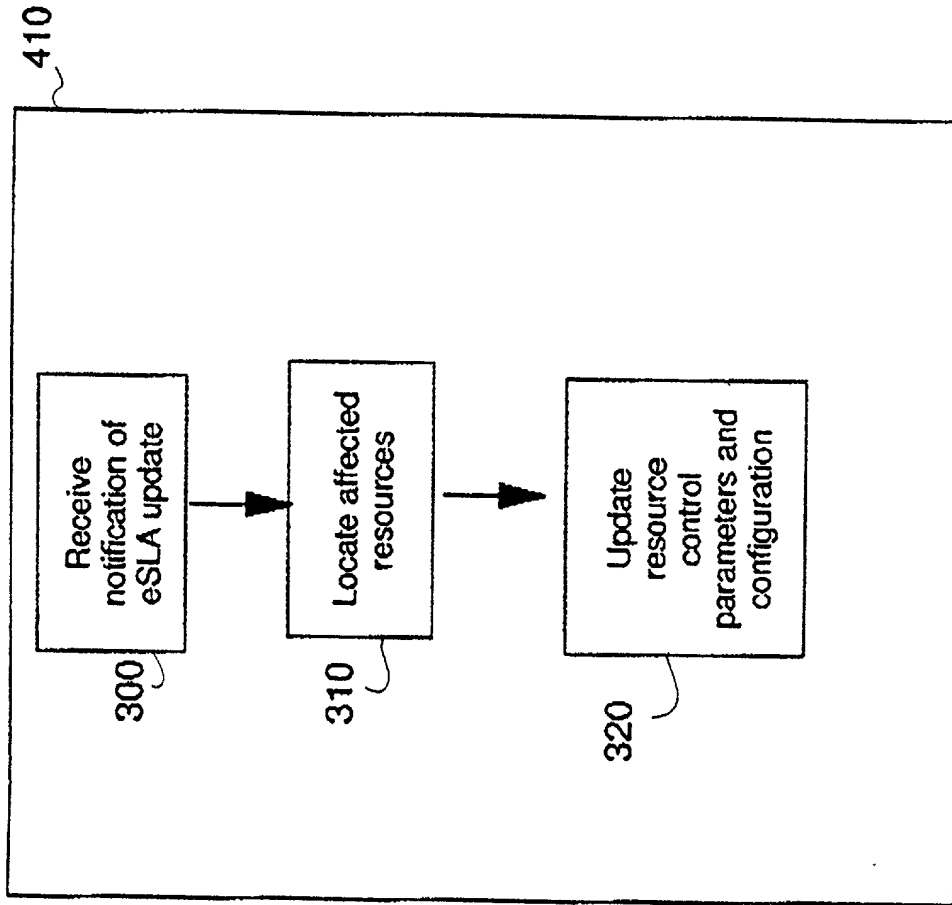 410
Receive
notification of
eSLA update
300
Locate affected
resources
310
Update
resource
control
parameters and
configuration
320